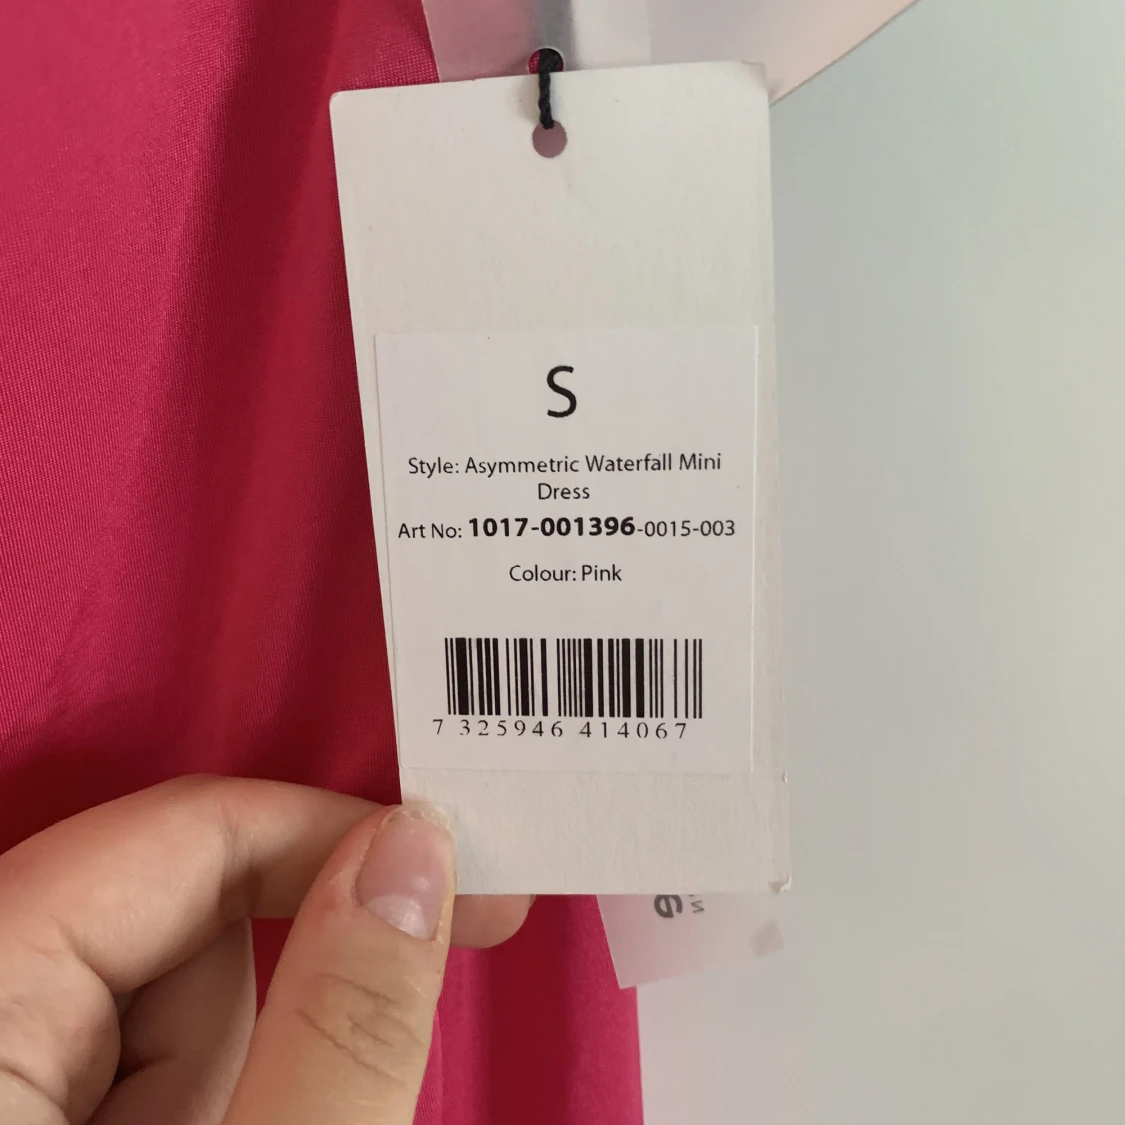 S
Style: Asymmetric Waterfall Mini
Dress
Art No: 1017-001396-0015-003
Colour: Pink
7 325946 414067